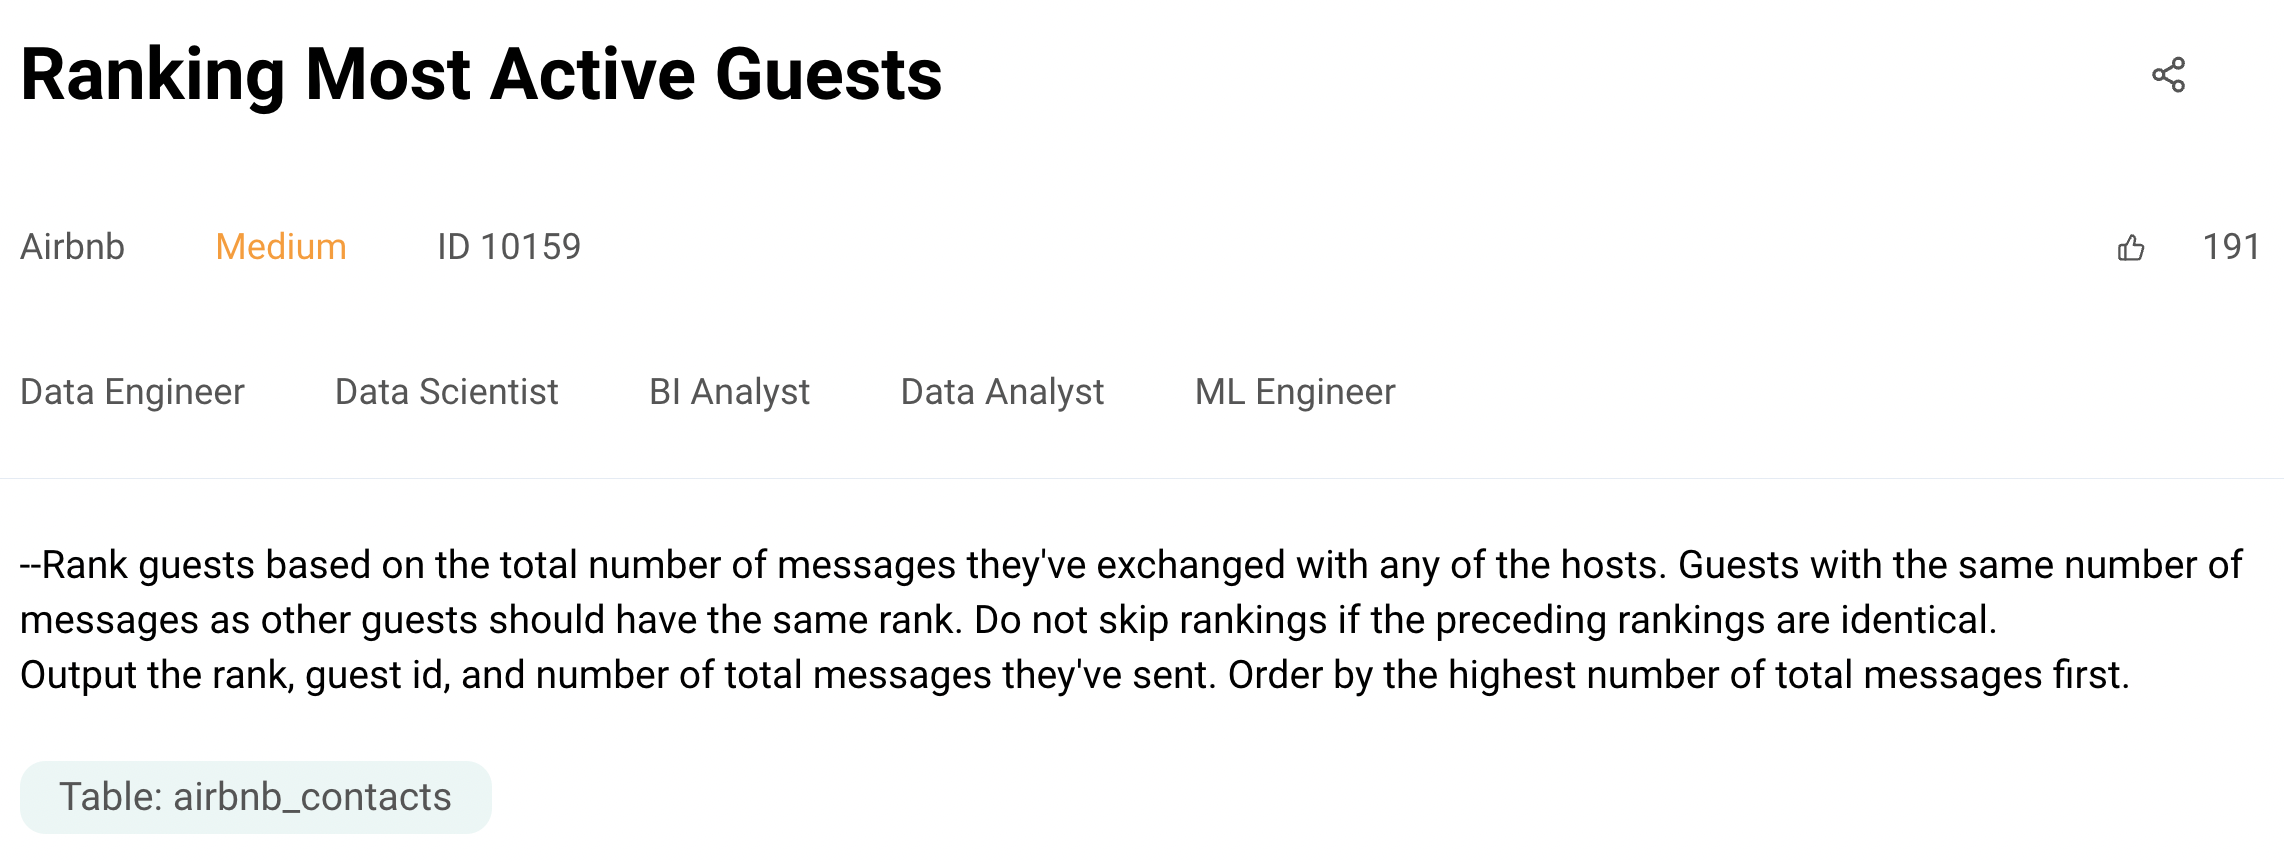 Ranking Most Active Guests
Airbnb Medium ID 10159 191
Data Engineer Data Scientist BI Analyst Data Analyst ML Engineer
--Rank guests based on the total number of messages they've exchanged with any of the hosts. Guests with the same number of
messages as other guests should have the same rank. Do not skip rankings if the preceding rankings are identical.
Output the rank, guest id, and number of total messages they've sent. Order by the highest number of total messages first.
Table: airbnb_contacts